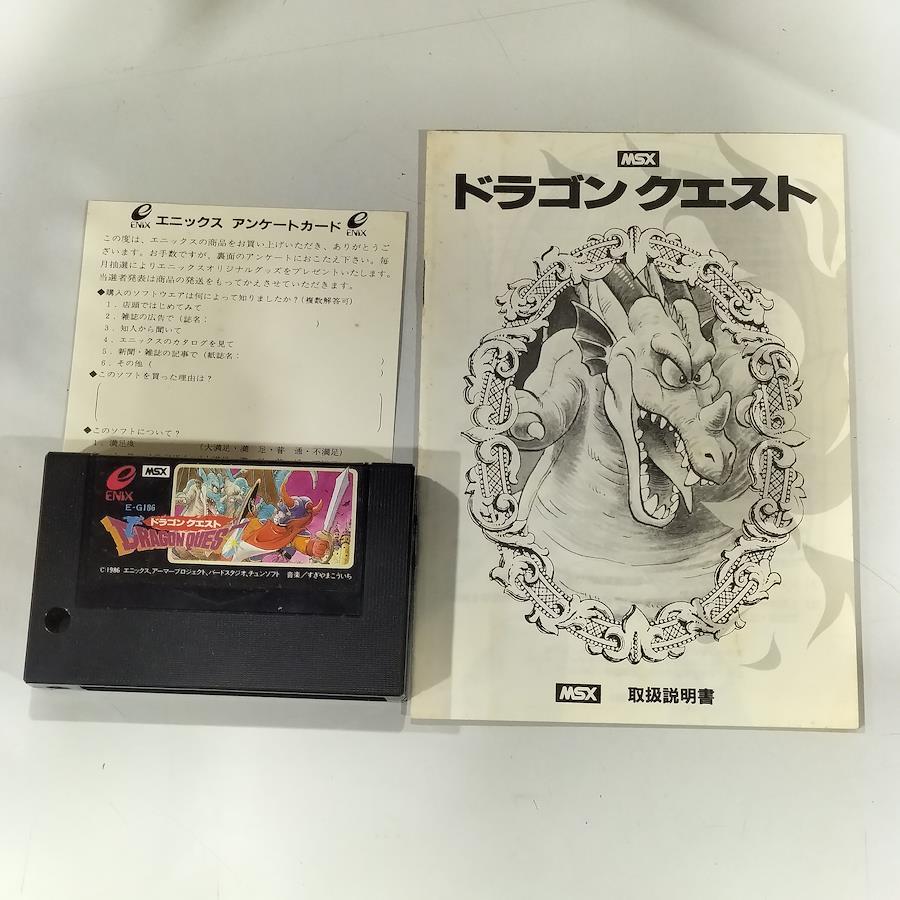 ENIX エニックス アンケートカード ENIX
この度は、エニックスの商品をお買い上げいただき、ありがとうご
ざいます。お手数ですが、裏面のアンケートにおこたえ下さい。毎
月抽選によりエニックスオリジナルグッズをプレゼントいたします。
当選者発表は商品の発送をもってかえさせていただきます。
◆購入のソフトウエアは何によって知りましたか?(複数解答可)
1. 店頭ではじめてみて
2. 雑誌の広告で(誌名: )
3. 知人から聞いて
4. エニックスのカタログを見て
5. 新聞・雑誌の記事で(紙誌名: )
6. その他( )
◆このソフトを買った理由は?
◆このソフトについて?
1. 満足度 (大満足・満 足・普 通・不満足)
ENIX
MSX
E-G186
ドラゴン クエスト
DRAGON QUEST
©1986 エニックス、アーマープロジェクト、バードスタジオ、チュンソフト 音楽/すぎやまこういち
MSX
ドラゴン クエスト
MSX 取扱説明書